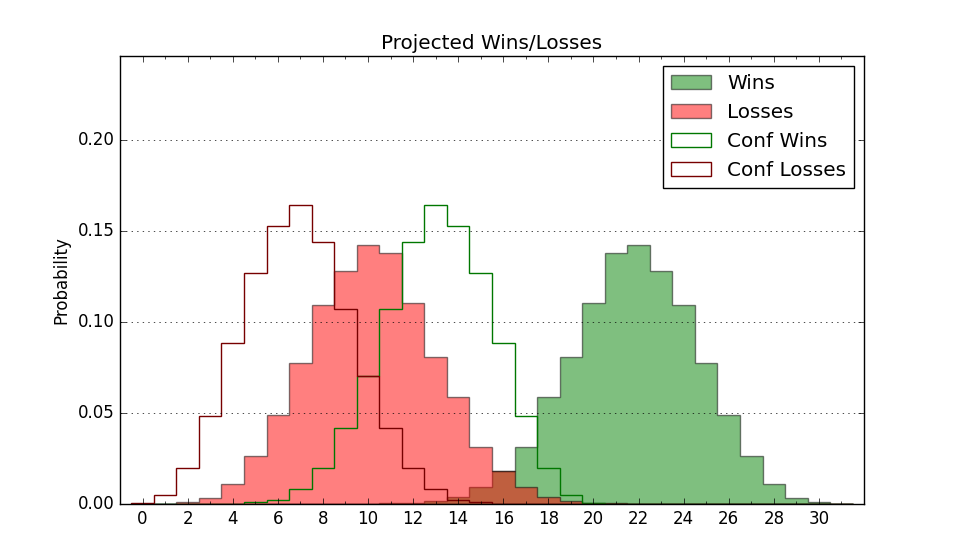 Projected Wins/Losses
Wins
Losses
Conf Wins
Conf Losses
Probability
0.20
0.15
0.10
0.05
0.00
0 2 4 6 8 10 12 14 16 18 20 22 24 26 28 30